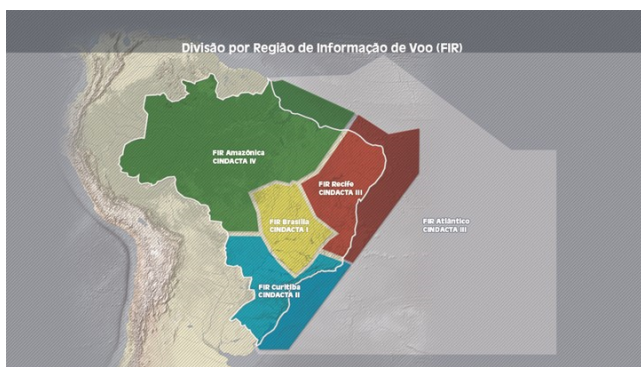 Divisão por Região de Informação de Voo (FIR)
FIR Amazônica
CINDACTA IV
FIR Recife
CINDACTA III
FIR Brasília
CINDACTA I
FIR Atlântico
CINDACTA III
FIR Curitiba
CINDACTA II